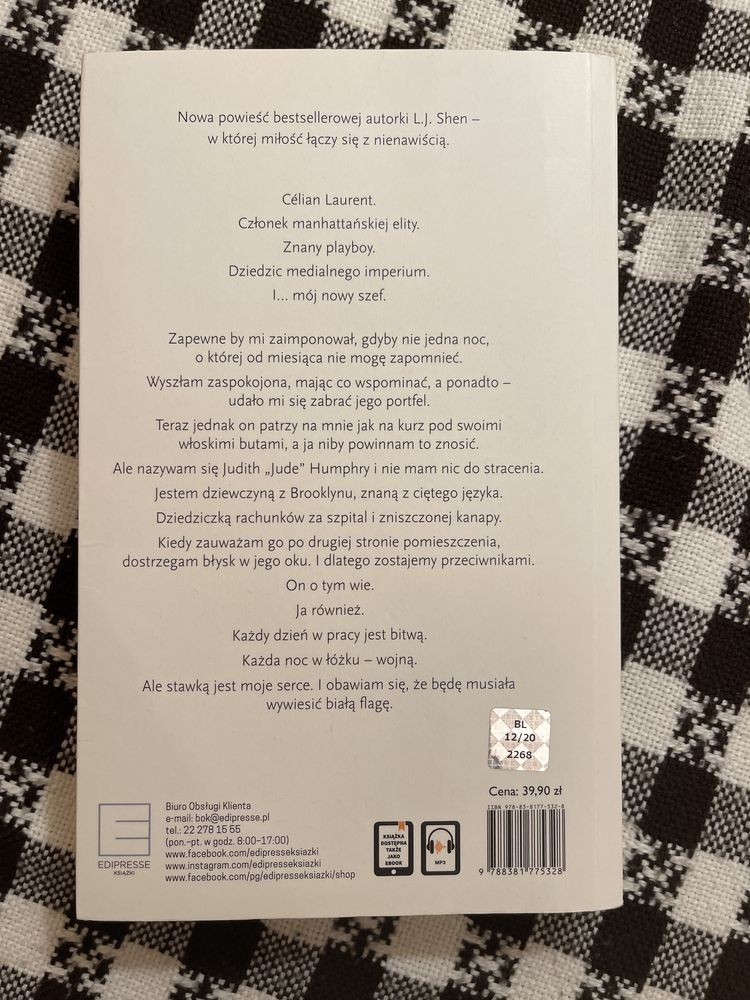 Nowa powieść bestsellerowej autorki L.J. Shen –
w której miłość łączy się z nienawiścią.
Célian Laurent.
Członek manhattańskiej elity.
Znany playboy.
Dziedzic medialnego imperium.
I... mój nowy szef.
Zapewne by mi zaimponował, gdyby nie jedna noc,
o której od miesiąca nie mogę zapomnieć.
Wyszłam zaspokojona, mając co wspominać, a ponadto –
udało mi się zabrać jego portfel.
Teraz jednak on patrzy na mnie jak na kurz pod swoimi
włoskimi butami, a ja niby powinnam to znosić.
Ale nazywam się Judith „Jude” Humphry i nie mam nic do stracenia.
Jestem dziewczyną z Brooklynu, znaną z ciętego języka.
Dziedziczką rachunków za szpital i zniszczonej kanapy.
Kiedy zauważam go po drugiej stronie pomieszczenia,
dostrzegam błysk w jego oku. I dlatego zostajemy przeciwnikami.
On o tym wie.
Ja również.
Każdy dzień w pracy jest bitwą.
Każda noc w łóżku – wojną.
Ale stawką jest moje serce. I obawiam się, że będę musiała
wywiesić białą flagę.
BL
12/20
2268
Cena: 39,90 zł
ISBN 978-83-8177-532-8
9 788381 775328
EDIPRESSE
KSIĄŻKI
Biuro Obsługi Klienta
e-mail: bok@edipresse.pl
tel.: 22 278 15 55
(pon.–pt. w godz. 8:00–17:00)
www.facebook.com/edipresseksiazki
www.instagram.com/edipresseksiazki
www.facebook.com/pg/edipresseksiazki/shop
KSIĄŻKA
DOSTĘPNA
TAKŻE
JAKO
EBOOK
MP3